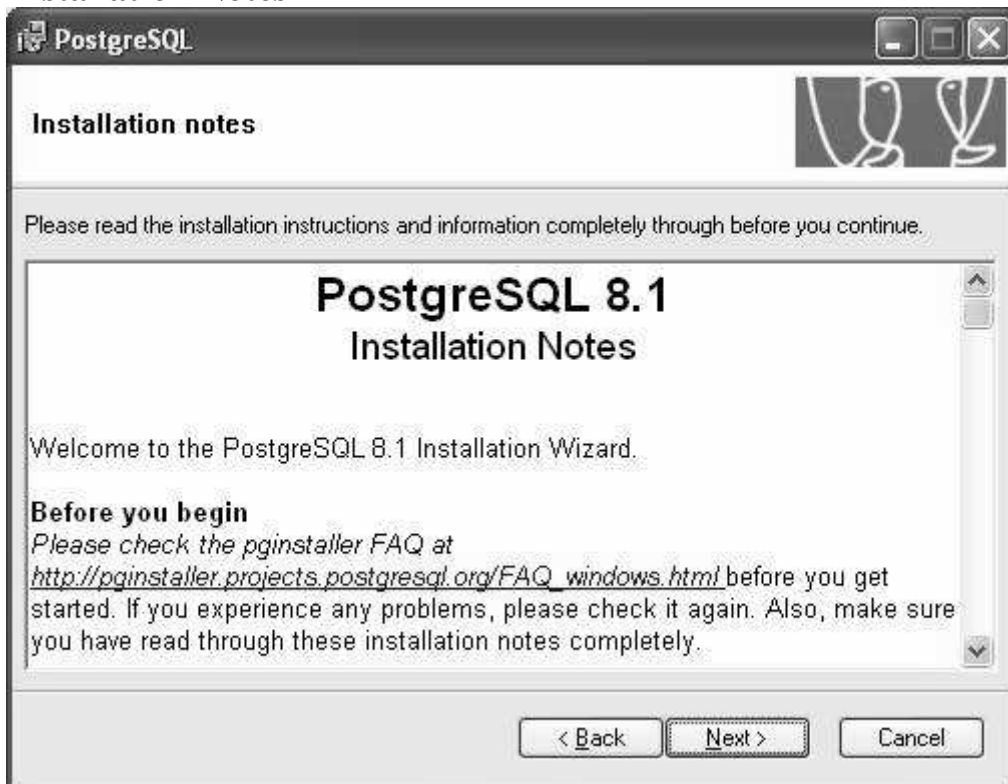 PostgreSQL
Installation notes
Please read the installation instructions and information completely through before you continue.
PostgreSQL 8.1
Installation Notes
Welcome to the PostgreSQL 8.1 Installation Wizard.
Before you begin
Please check the pginstaller FAQ at
http://pginstaller.projects.postgresql.org/FAQ_windows.html before you get
started. If you experience any problems, please check it again. Also, make sure
you have read through these installation notes completely.
< Back
Next >
Cancel